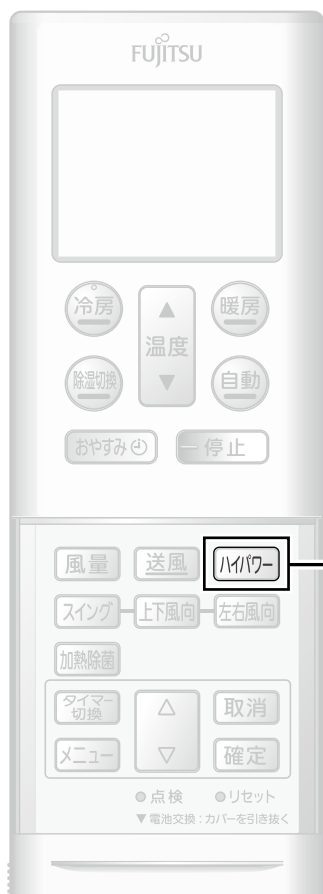 FUJITSU
冷房
▲
暖房
温度
除湿切換
▼
自動
おやすみ
停止
風量
送風
ハイパワー
スイング
上下風向
左右風向
加熱除菌
タイマー
切換
△
取消
メニュー
▽
確定
●点検
●リセット
▼電池交換：カバーを引き抜く